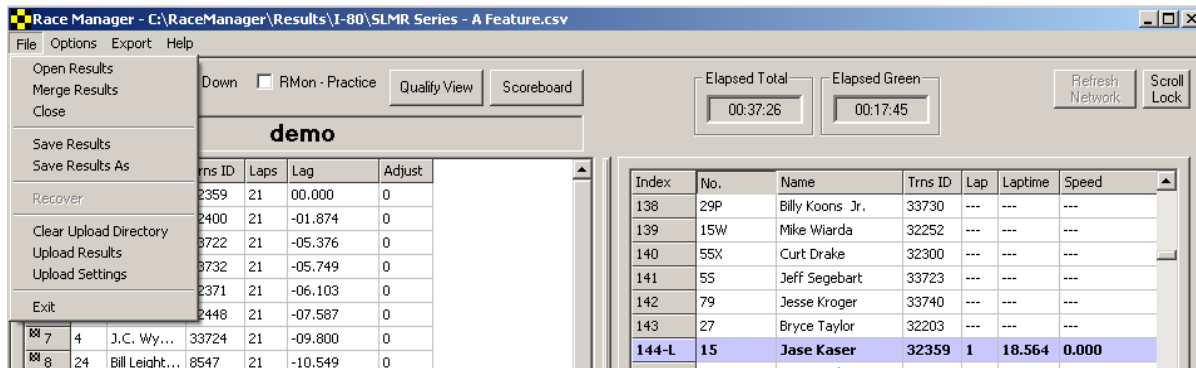 Race Manager - C:\RaceManager\Results\I-80\SLMR Series - A Feature.csv
File Options Export Help
Open Results
Merge Results
Close
Save Results
Save Results As
Recover
Clear Upload Directory
Upload Results
Upload Settings
Exit
Down RMon - Practice Qualify View Scoreboard
demo
Elapsed Total Elapsed Green
00:37:26 00:17:45
Refresh Network
Scroll Lock
rns ID Laps Lag Adjust
2359 21 00.000 0
2400 21 -01.874 0
3722 21 -05.376 0
3732 21 -05.749 0
2371 21 -06.103 0
2448 21 -07.587 0
7 4 J.C. Wy... 33724 21 -09.800 0
8 24 Bill Leight... 8547 21 -10.549 0
Index No. Name Trns ID Lap Laptime Speed
138 29P Billy Koons Jr. 33730 --- --- ---
139 15W Mike Wiarda 32252 --- --- ---
140 55X Curt Drake 32300 --- --- ---
141 5S Jeff Segebart 33723 --- --- ---
142 79 Jesse Kroger 33740 --- --- ---
143 27 Bryce Taylor 32203 --- --- ---
144-L 15 Jase Kaser 32359 1 18.564 0.000